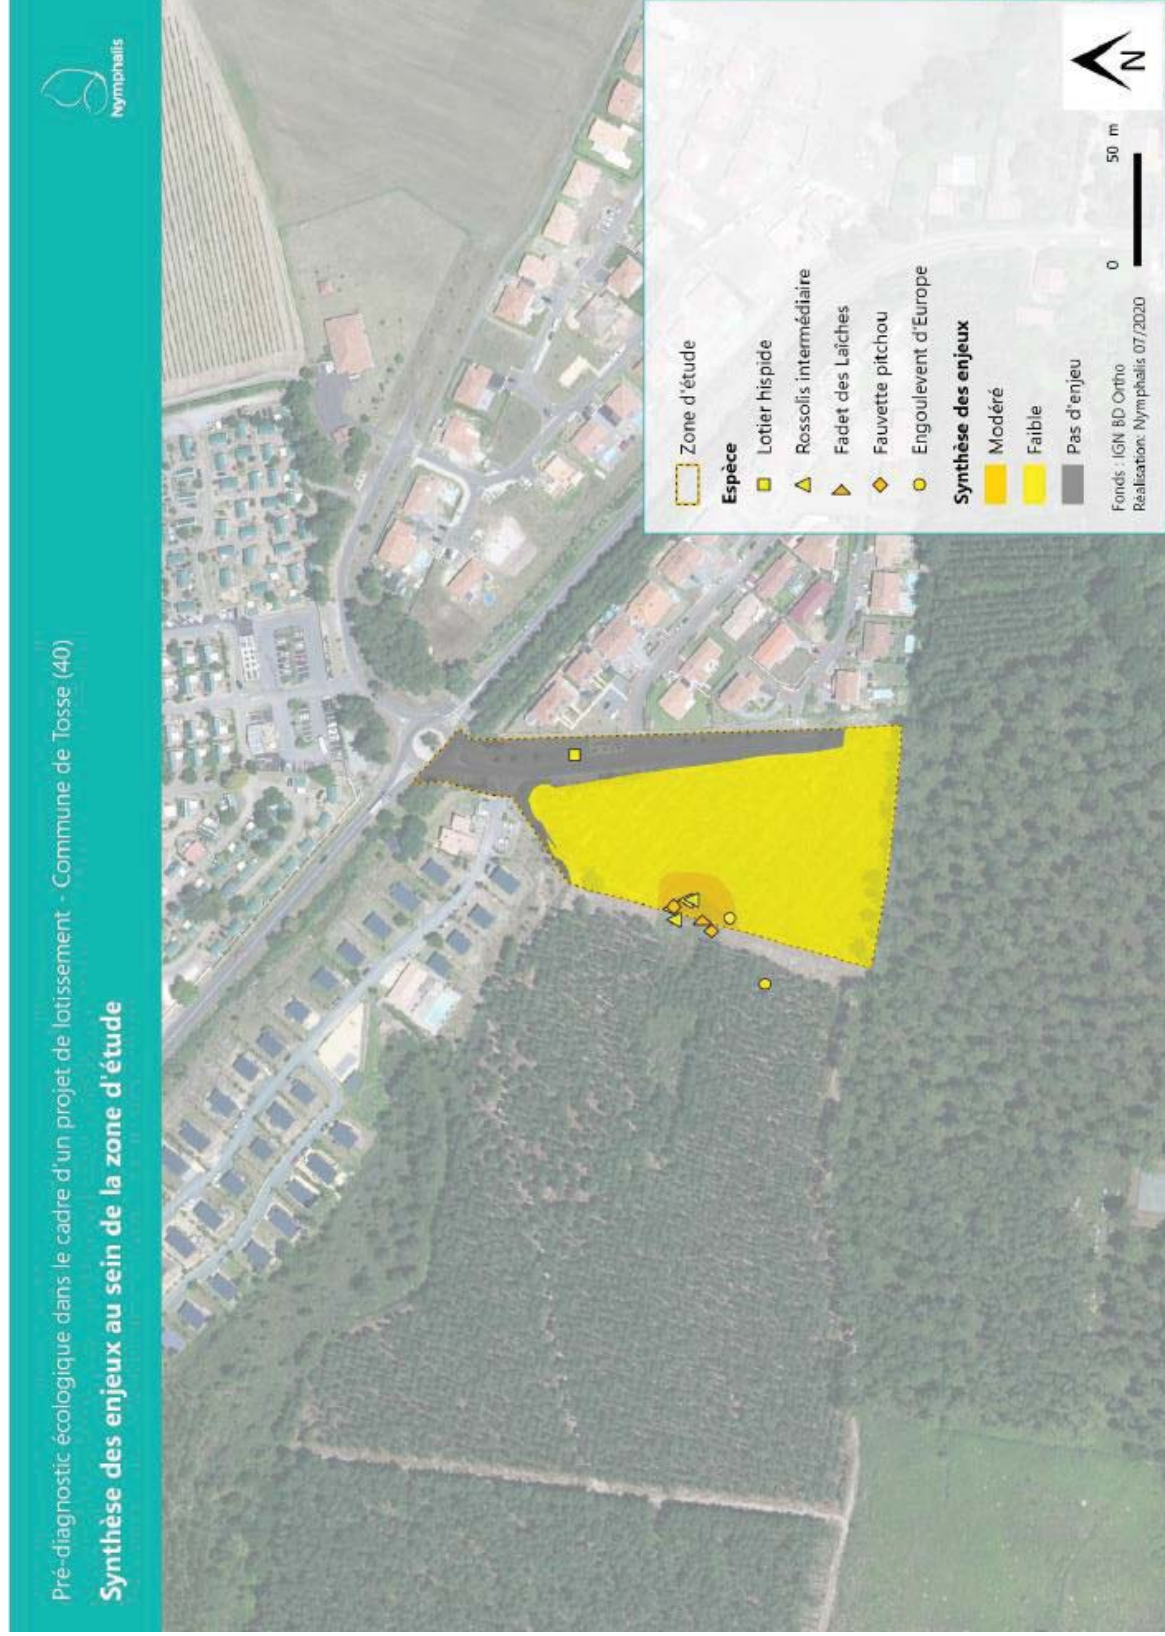 Pré-diagnostic écologique dans le cadre d'un projet de lotissement - Commune de Tosse (40)
Synthèse des enjeux au sein de la zone d'étude
Nymphalis
Zone d'étude
Espèce
Lotier hispide
Rossolis intermédiaire
Fadet des Laîches
Fauvette pitchou
Engoulevent d'Europe
Synthèse des enjeux
Modéré
Faible
Pas d'enjeu
Fonds : IGN BD Ortho
Réalisation: Nymphalis 07/2020
0 50 m
N